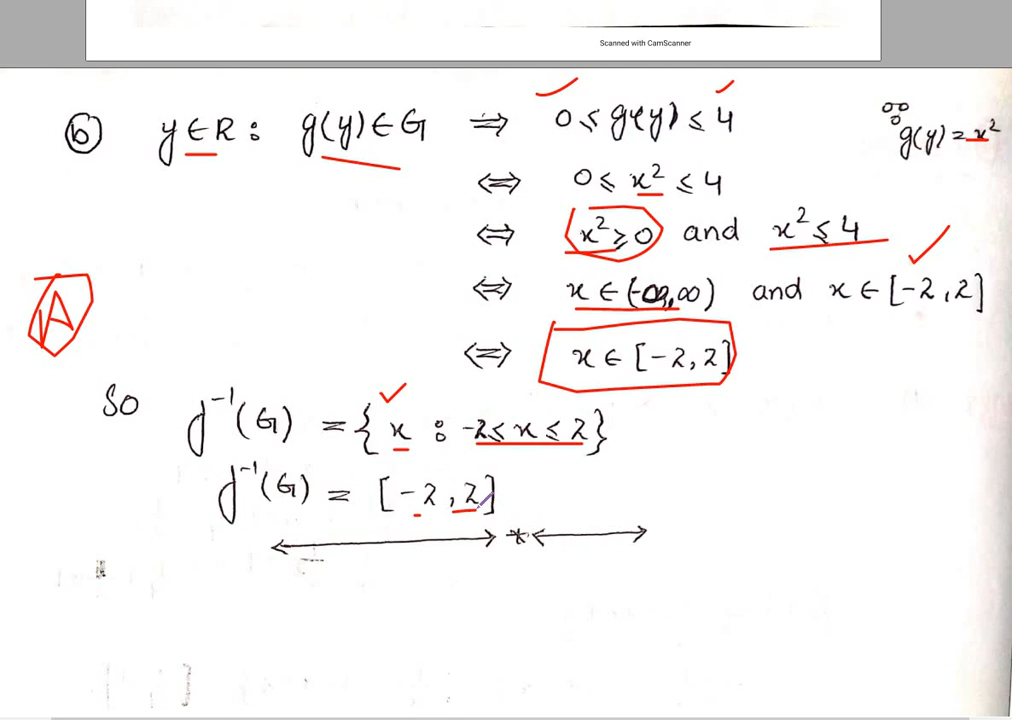 Scanned with CamScanner
ⓑ y∈R : g(y)∈G ⇒ 0≤g(y)≤4 ∵ g(y)=x²
⇔ 0≤x²≤4
⇔ x²≥0 and x²≤4
⇔ x∈(-∞,∞) and x∈[-2,2]
A
⇔ x∈[-2,2]
So f⁻¹(G) = {x : -2≤x≤2}
f⁻¹(G) = [-2,2]